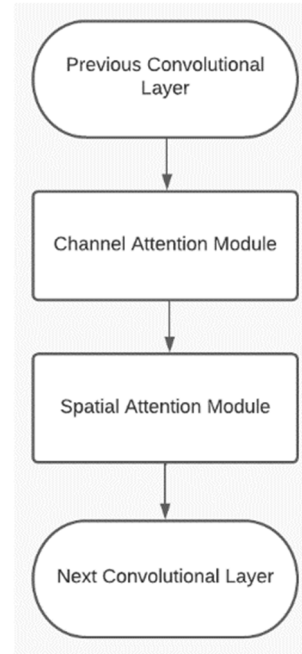 Previous Convolutional
Layer
Channel Attention Module
Spatial Attention Module
Next Convolutional Layer